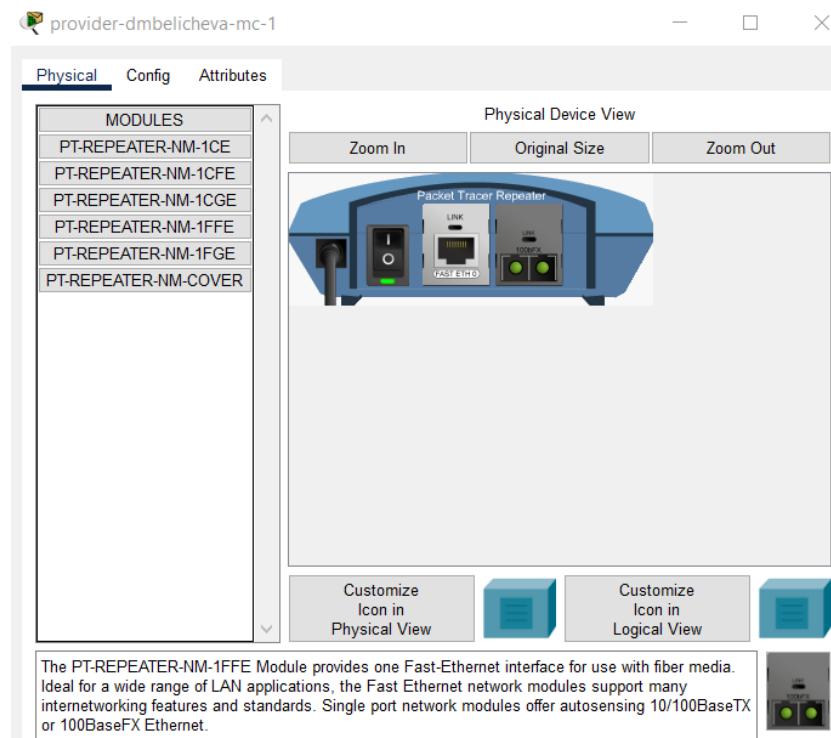 provider-dmbelicheva-mc-1
Physical Config Attributes
MODULES
PT-REPEATER-NM-1CE
PT-REPEATER-NM-1CFE
PT-REPEATER-NM-1CGE
PT-REPEATER-NM-1FFE
PT-REPEATER-NM-1FGE
PT-REPEATER-NM-COVER
Physical Device View
Zoom In Original Size Zoom Out
Packet Tracer Repeater
LINK
FAST ETH 0
LINK
100bFX
Customize
Icon in
Physical View
Customize
Icon in
Logical View
The PT-REPEATER-NM-1FFE Module provides one Fast-Ethernet interface for use with fiber media.
Ideal for a wide range of LAN applications, the Fast Ethernet network modules support many
internetworking features and standards. Single port network modules offer autosensing 10/100BaseTX
or 100BaseFX Ethernet.
LINK
100bFX